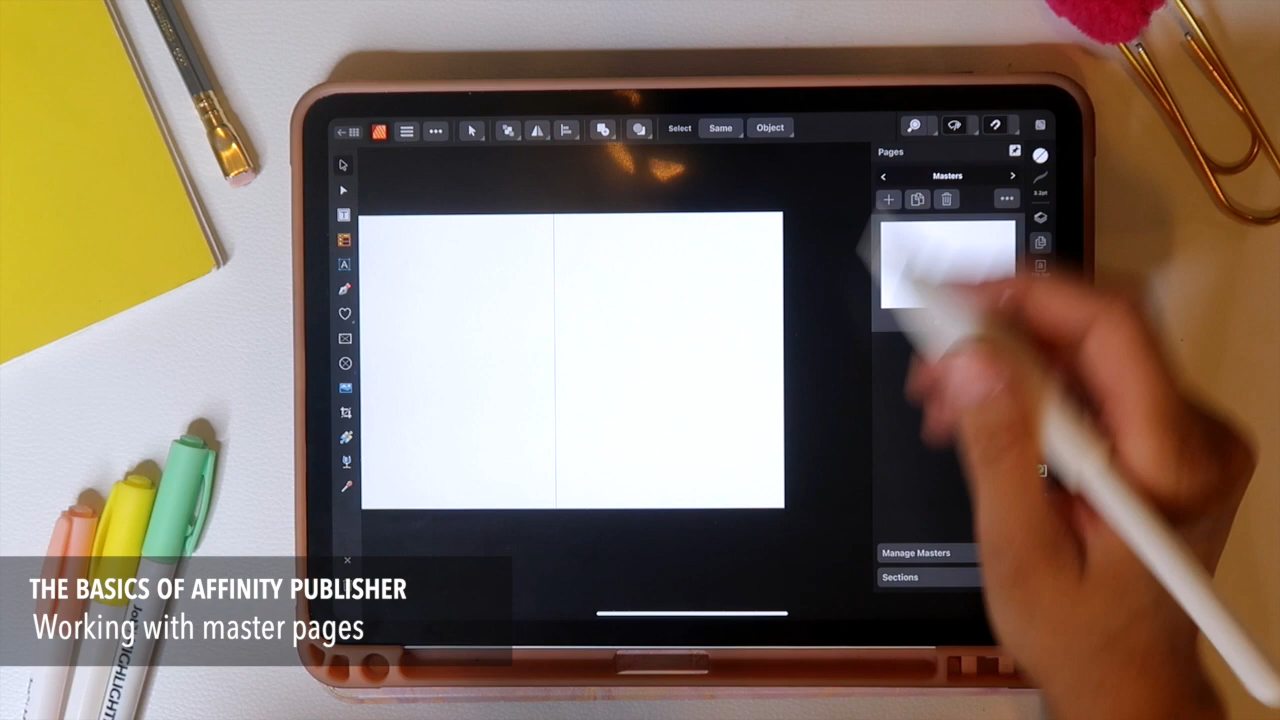 Select Same Object
Pages
Masters
THE BASICS OF AFFINITY PUBLISHER
Working with master pages
Manage Masters
Sections